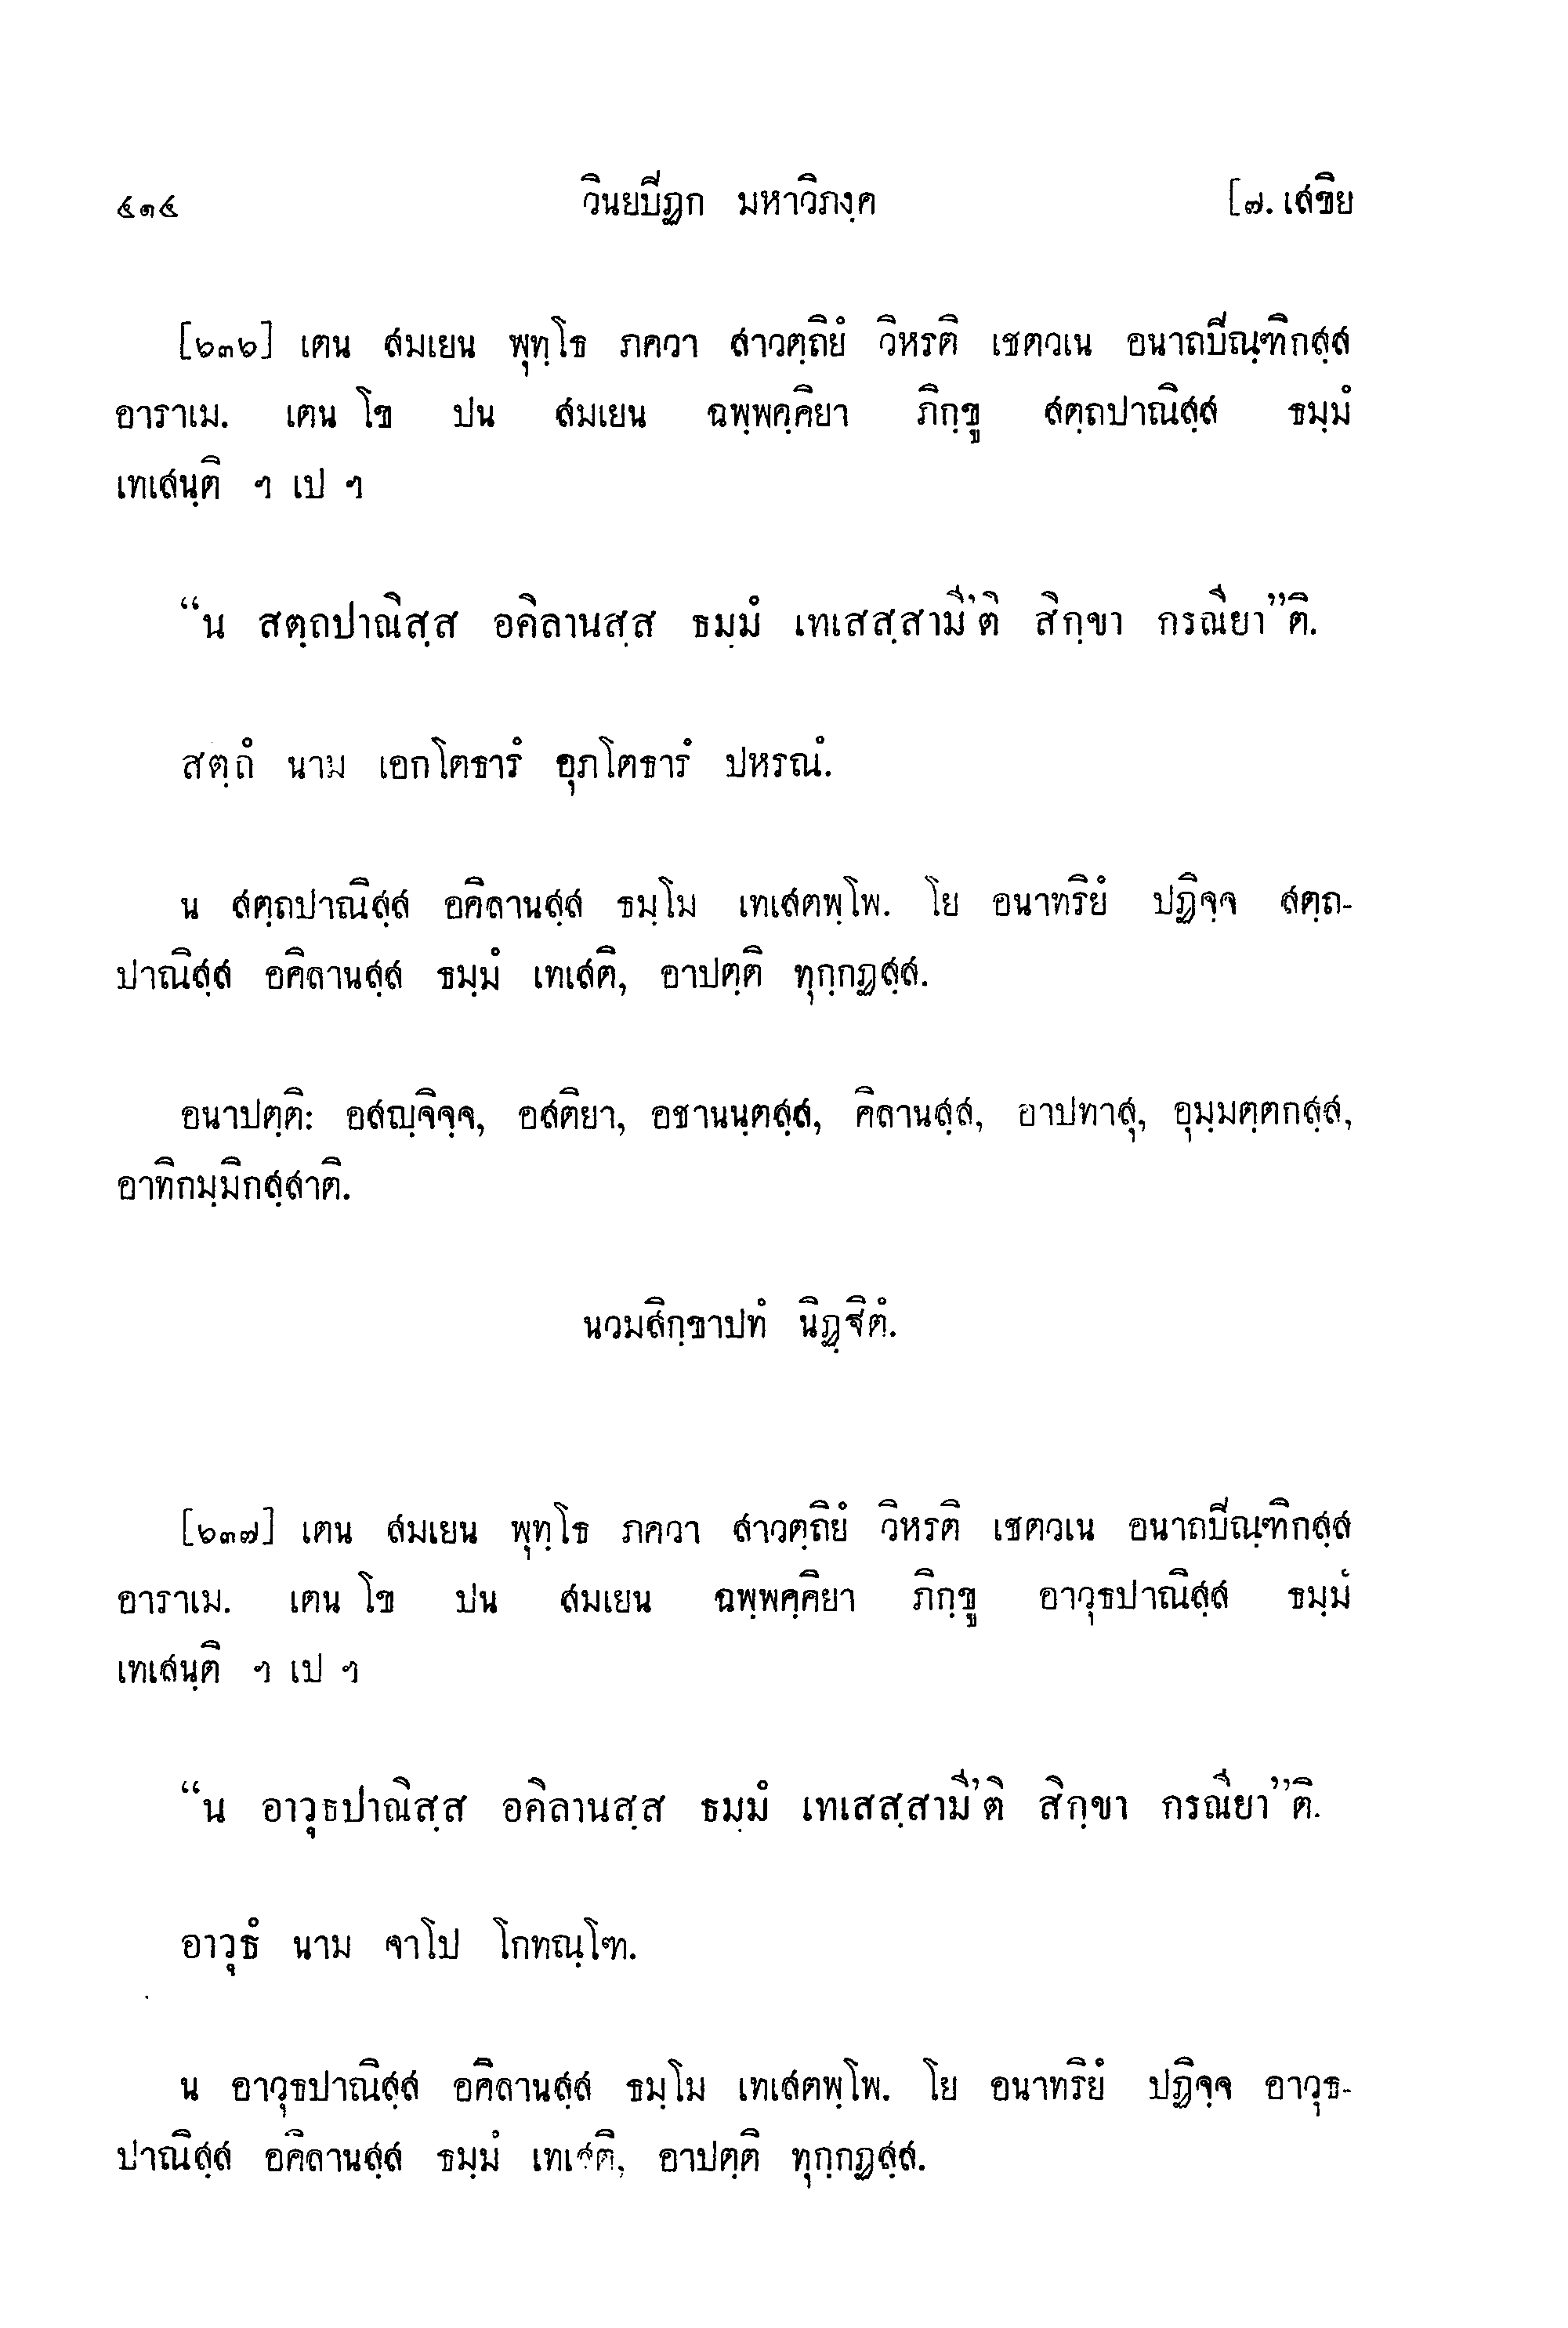 ๕๑๕ วินยปีฏก มหาวิภงฺค [๗. เสขิย
[๖๓๖] เตน สมเยน พุทฺโธ ภควา สาวตฺถิยํ วิหรติ เชตวเน อนาถปีณฺฑิกสฺส
อาราเม. เตน โข ปน สมเยน ฉพฺพคฺคิยา ภิกฺขู สตฺถปาณิสฺส ธมฺมํ
เทเสนฺติ ฯ เป ฯ
“น สตฺถปาณิสฺส อคิลานสฺส ธมฺมํ เทเสสฺสามี’ติ สิกฺขา กรณียา”ติ.
สตฺถํ นาม เอกโตธารํ อุภโตธารํ ปหรณํ.
น สตฺถปาณิสฺส อคิลานสฺส ธมฺโม เทเสตพฺโพ. โย อนาทริยํ ปฏิจฺจ สตฺถ-
ปาณิสฺส อคิลานสฺส ธมฺมํ เทเสติ, อาปตฺติ ทุกฺกฏสฺส.
อนาปตฺติ: อสญฺจิจฺจ, อสติยา, อชานนฺตสฺส, คิลานสฺส, อาปทาสุ, อุมฺมตฺตกสฺส,
อาทิกมฺมิกสฺสาติ.
นวมสิกฺขาปทํ นิฏฺฐิตํ.
[๖๓๗] เตน สมเยน พุทฺโธ ภควา สาวตฺถิยํ วิหรติ เชตวเน อนาถปีณฺฑิกสฺส
อาราเม. เตน โข ปน สมเยน ฉพฺพคฺคิยา ภิกฺขู อาวุธปาณิสฺส ธมฺมํ
เทเสนฺติ ฯ เป ฯ
“น อาวุธปาณิสฺส อคิลานสฺส ธมฺมํ เทเสสฺสามี’ติ สิกฺขา กรณียา”ติ.
อาวุธํ นาม จาโป โกทณฺโฑ.
น อาวุธปาณิสฺส อคิลานสฺส ธมฺโม เทเสตพฺโพ. โย อนาทริยํ ปฏิจฺจ อาวุธ-
ปาณิสฺส อคิลานสฺส ธมฺมํ เทเสติ, อาปตฺติ ทุกฺกฏสฺส.